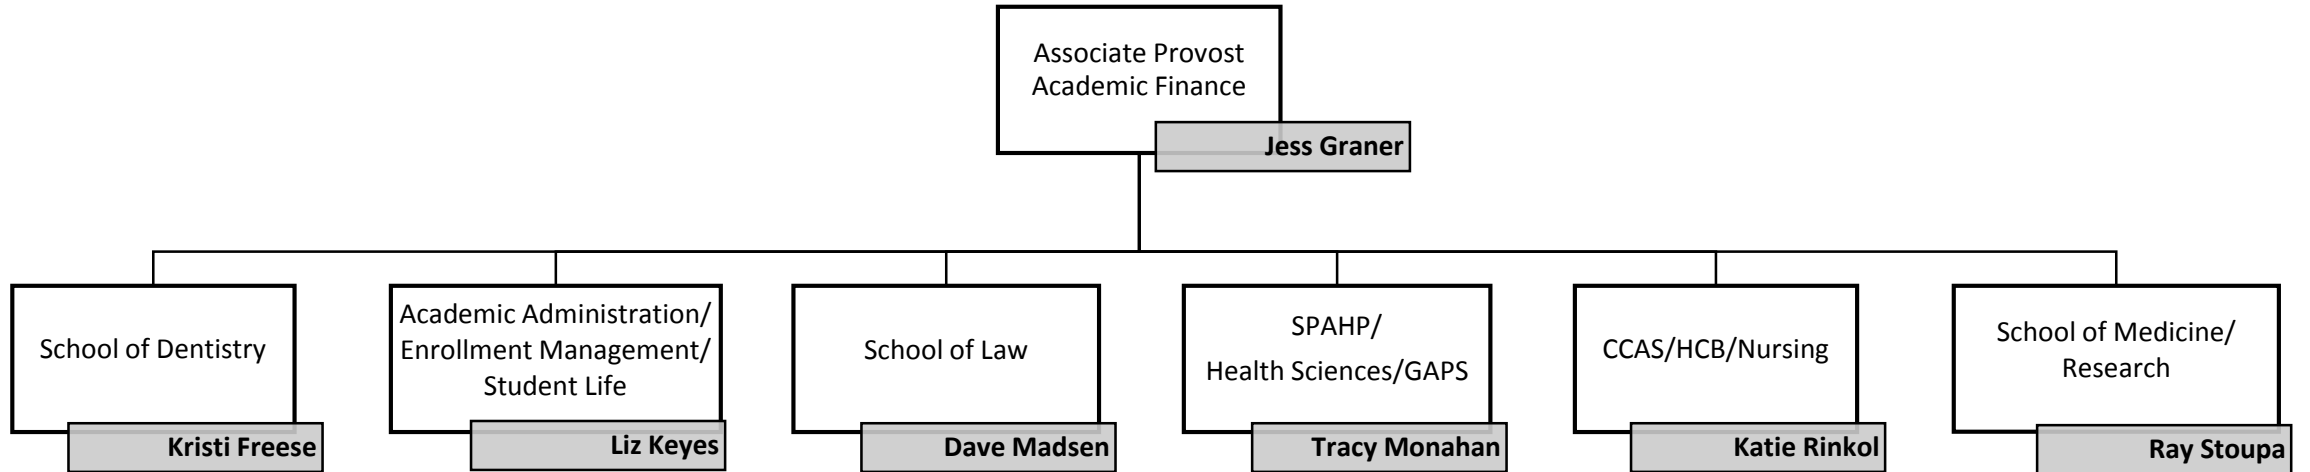 Associate Provost
Academic Finance
Jess Graner
School of Dentistry
Kristi Freese
Academic Administration/
Enrollment Management/
Student Life
Liz Keyes
School of Law
Dave Madsen
SPAHP/
Health Sciences/GAPS
Tracy Monahan
CCAS/HCB/Nursing
Katie Rinkol
School of Medicine/
Research
Ray Stoupa